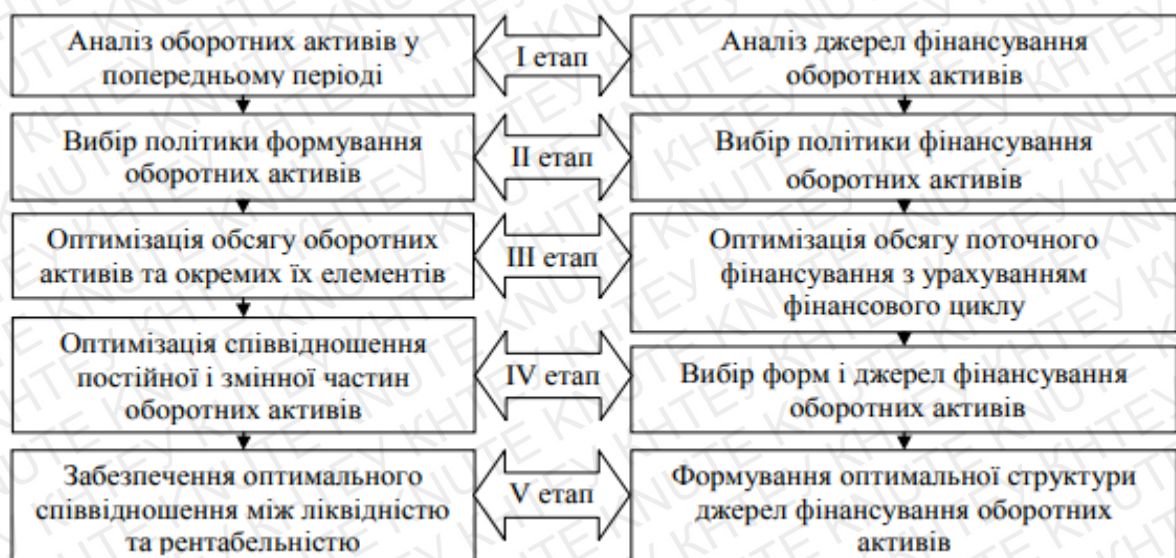 Аналіз оборотних активів у
попередньому періоді
І етап
Аналіз джерел фінансування
оборотних активів
Вибір політики формування
оборотних активів
ІІ етап
Вибір політики фінансування
оборотних активів
Оптимізація обсягу оборотних
активів та окремих їх елементів
ІІІ етап
Оптимізація обсягу поточного
фінансування з урахуванням
фінансового циклу
Оптимізація співвідношення
постійної і змінної частин
оборотних активів
IV етап
Вибір форм і джерел фінансування
оборотних активів
Забезпечення оптимального
співвідношення між ліквідністю
та рентабельністю
V етап
Формування оптимальної структури
джерел фінансування оборотних
активів